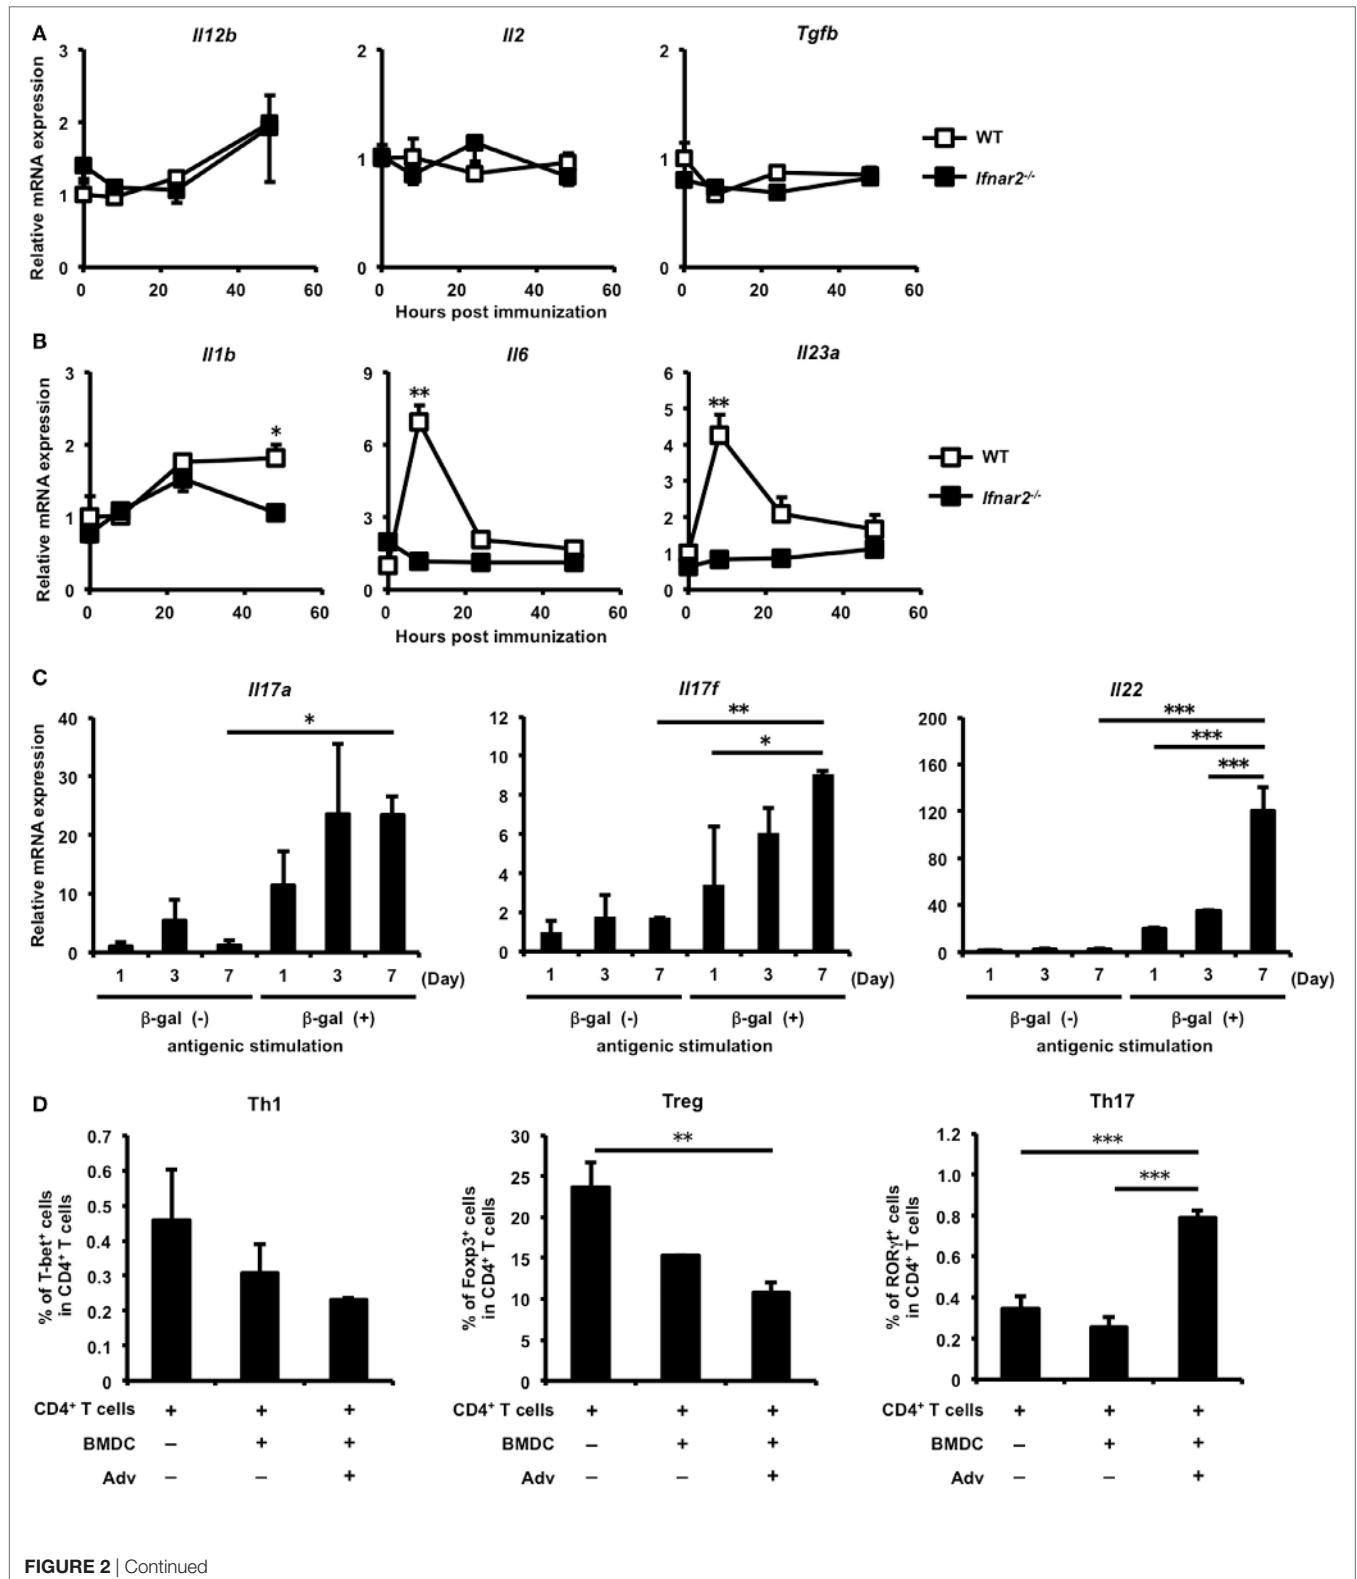 A
Il12b Il2 Tgfb
Relative mRNA expression
3
2
1
0
2
1
0
2
1
0
0 20 40 60
0 20 40 60
0 20 40 60
Hours post immunization
WT
Ifnar2-/-
B
Il1b Il6 Il23a
Relative mRNA expression
3
2
1
0
*
9
6
3
0
**
6
5
4
3
2
1
0
**
0 20 40 60
0 20 40 60
0 20 40 60
Hours post immunization
WT
Ifnar2-/-
C
Il17a Il17f Il22
Relative mRNA expression
40
30
20
10
0
*
12
10
8
6
4
2
0
**
*
200
160
120
80
40
0
***
***
***
1 3 7 1 3 7 (Day)
1 3 7 1 3 7 (Day)
1 3 7 1 3 7 (Day)
β-gal (-) β-gal (+)
β-gal (-) β-gal (+)
β-gal (-) β-gal (+)
antigenic stimulation
antigenic stimulation
antigenic stimulation
D
Th1 Treg Th17
% of T-bet+ cells
in CD4+ T cells
0.7
0.6
0.5
0.4
0.3
0.2
0.1
0
% of Foxp3+ cells
in CD4+ T cells
30
25
20
15
10
5
0
**
% of RORγt+ cells
in CD4+ T cells
1.2
1.0
0.8
0.6
0.4
0.2
0
***
***
CD4+ T cells + + +
BMDC – + +
Adv – – +
CD4+ T cells + + +
BMDC – + +
Adv – – +
CD4+ T cells + + +
BMDC – + +
Adv – – +
FIGURE 2 | Continued